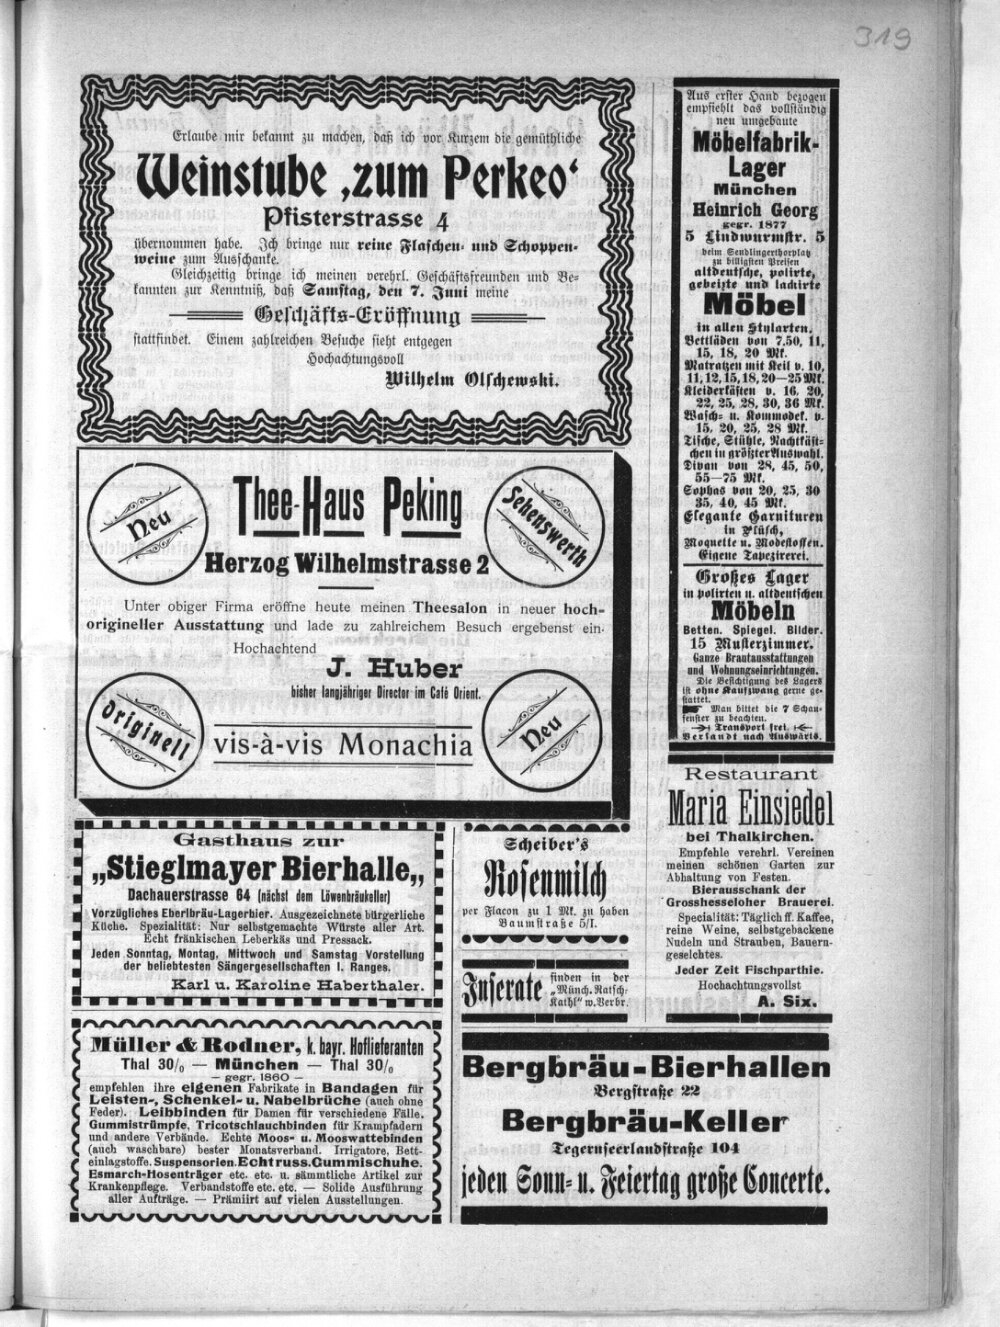 319
Erlaube mir bekannt zu machen, daß ich vor Kurzem die gemüthliche
Weinstube ‚zum Perkeo‘
Pfisterstrasse 4
übernommen habe. Ich bringe nur reine Flaschen- und Schoppen-
weine zum Ausschanke.
Gleichzeitig bringe ich meinen verehrl. Geschäftsfreunden und Be-
kannten zur Kenntniß, daß Samstag, den 7. Juni meine
Geschäfts-Eröffnung
stattfindet. Einem zahlreichen Besuche sieht entgegen
Hochachtungsvoll
Wilhelm Olschewski.
Neu
Thee-Haus Peking
Sehenswerth
Herzog Wilhelmstrasse 2
Unter obiger Firma eröffne heute meinen Theesalon in neuer hoch-
origineller Ausstattung und lade zu zahlreichem Besuch ergebenst ein.
Hochachtend
J. Huber
bisher langjähriger Director im Café Orient.
Originell
vis-à-vis Monachia
Neu
Gasthaus zur
„Stieglmayer Bierhalle„
Dachauerstrasse 64 (nächst dem Löwenbräukeller)
Vorzügliches Eberlbräu-Lagerbier. Ausgezeichnete bürgerliche
Küche. Spezialität: Nur selbstgemachte Würste aller Art.
Echt fränkischen Leberkäs und Pressack.
Jeden Sonntag, Montag, Mittwoch und Samstag Vorstellung
der beliebtesten Sängergesellschaften I. Ranges.
Karl u. Karoline Haberthaler.
Müller & Rodner, k. bayr. Hoflieferanten
Thal 30/0 — München — Thal 30/0
— gegr. 1860 —
empfehlen ihre eigenen Fabrikate in Bandagen für
Leisten-, Schenkel- u. Nabelbrüche (auch ohne
Feder). Leibbinden für Damen für verschiedene Fälle.
Gummistrümpfe, Tricotschlauchbinden für Krampfadern
und andere Verbände. Echte Moos- u. Mooswattebinden
(auch waschbare) bester Monatsverband. Irrigatore, Bett-
einlagstoffe. Suspensorien. Echt russ. Gummischuhe.
Esmarch-Hosenträger etc. etc. u. sämmtliche Artikel zur
Krankenpflege. Verbandstoffe etc. etc. — Solide Ausführung
aller Aufträge. — Prämiirt auf vielen Ausstellungen.
Scheiber's
Rosenmilch
per Flacon zu 1 Mk. zu haben
Baumstraße 5/I.
Inserate finden in der
„Münch. Ratsch-
Kathl" w. Verbr.
Aus erster Hand bezogen
empfiehlt das vollständig
neu umgebaute
Möbelfabrik-
Lager
München
Heinrich Georg
gegr. 1877
5 Lindwurmstr. 5
beim Sendlingerthorplatz
zu billigsten Preisen
altdeutsche, polirte,
gebeizte und lackirte
Möbel
in allen Stylarten.
Bettläden von 7,50, 11,
15, 18, 20 Mk.
Matratzen mit Keil v. 10,
11, 12, 15, 18, 20—25 Mk.
Kleiderkästen v. 16, 20,
22, 25, 28, 30, 36 Mk.
Wasch- u. Kommodek. v.
15, 20, 25, 28 Mk.
Tische, Stühle, Nachtkäst-
chen in größter Auswahl.
Divan von 28, 45, 50,
55—75 Mk.
Sophas von 20, 25, 30
35, 40, 45 Mk.
Elegante Garnituren
in Plüsch,
Moquette u. Modestoffen.
Eigene Tapezirerei.
Großes Lager
in polirten u. altdeutschen
Möbeln
Betten. Spiegel. Bilder.
15 Musterzimmer.
Ganze Brautausstattungen
und Wohnungseinrichtungen.
Die Besichtigung des Lagers
ist ohne Kaufzwang gerne ge-
stattet.
Man bittet die 7 Schau-
fenster zu beachten.
Transport frei.
Versandt nach Auswärts.
Restaurant
Maria Einsiedel
bei Thalkirchen.
Empfehle verehrl. Vereinen
meinen schönen Garten zur
Abhaltung von Festen.
Bierausschank der
Grosshesseloher Brauerei.
Specialität: Täglich ff. Kaffee,
reine Weine, selbstgebackene
Nudeln und Strauben, Bauern-
geselchtes.
Jeder Zeit Fischparthie.
Hochachtungsvollst
A. Six.
Bergbräu-Bierhallen
Bergstraße 22
Bergbräu-Keller
Tegernseerlandstraße 104
jeden Sonn- u. Feiertag große Concerte.